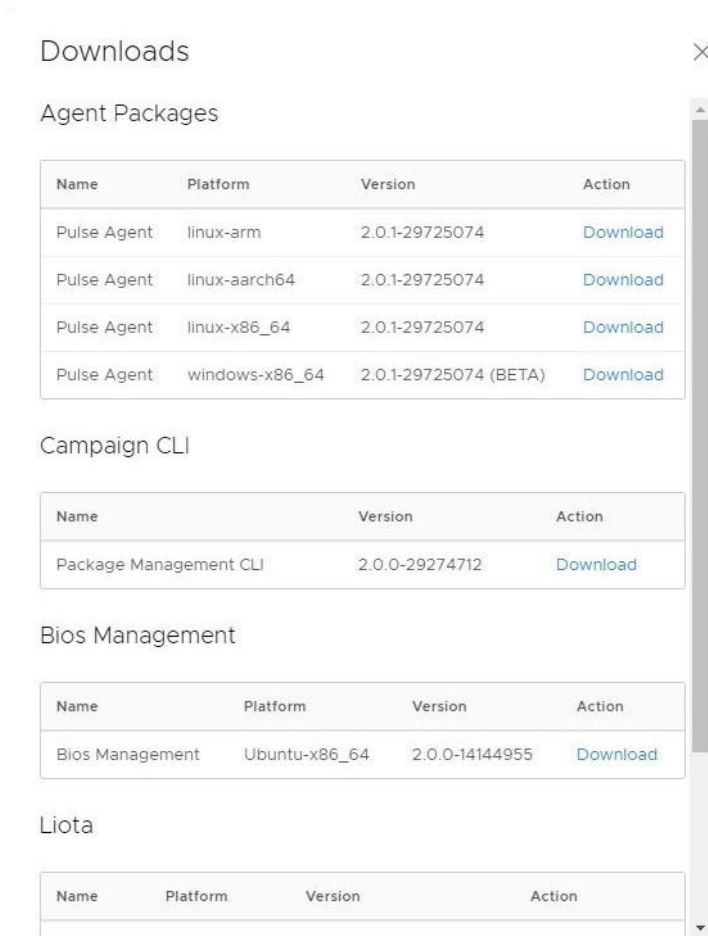 Downloads
Agent Packages
Name Platform Version Action
Pulse Agent linux-arm 2.0.1-29725074 Download
Pulse Agent linux-aarch64 2.0.1-29725074 Download
Pulse Agent linux-x86_64 2.0.1-29725074 Download
Pulse Agent windows-x86_64 2.0.1-29725074 (BETA) Download
Campaign CLI
Name Version Action
Package Management CLI 2.0.0-29274712 Download
Bios Management
Name Platform Version Action
Bios Management Ubuntu-x86_64 2.0.0-14144955 Download
Liota
Name Platform Version Action